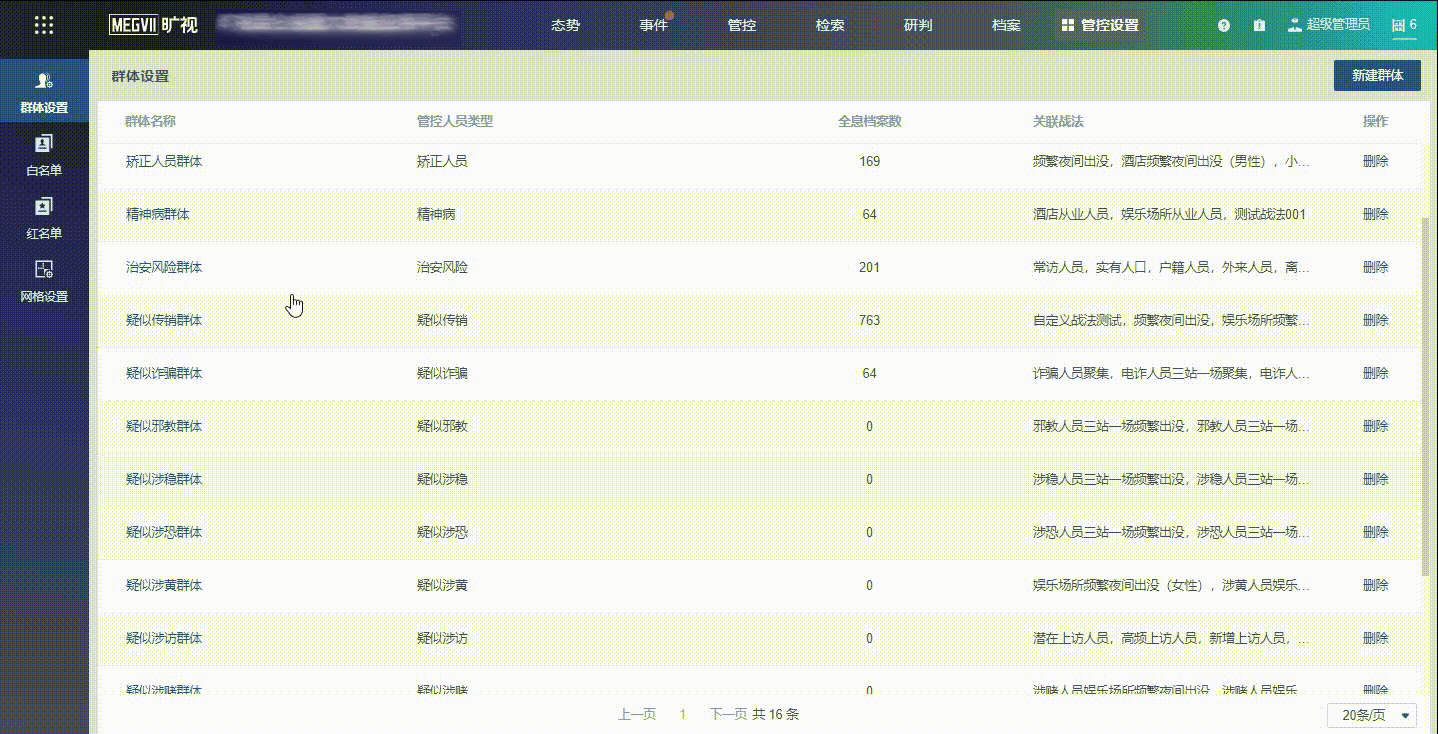 MEGVII 旷视 态势 事件 管控 检索 研判 档案 管控设置 超级管理员 6
群体设置
白名单
红名单
网格设置
群体设置 新建群体
群体名称 管控人员类型 全息档案数 关联战法 操作
矫正人员群体 矫正人员 169 频繁夜间出没，酒店频繁夜间出没（男性），小... 删除
精神病群体 精神病 64 酒店从业人员，娱乐场所从业人员，测试战法001 删除
治安风险群体 治安风险 201 常访人员，实有人口，户籍人员，外来人员，离... 删除
疑似传销群体 疑似传销 763 自定义战法测试，频繁夜间出没，娱乐场所频繁... 删除
疑似诈骗群体 疑似诈骗 64 诈骗人员聚集，电诈人员三站一场聚集，电诈人... 删除
疑似邪教群体 疑似邪教 0 邪教人员三站一场频繁出没，邪教人员三站一场... 删除
疑似涉稳群体 疑似涉稳 0 涉稳人员三站一场频繁出没，涉稳人员三站一场... 删除
疑似涉恐群体 疑似涉恐 0 涉恐人员三站一场频繁出没，涉恐人员三站一场... 删除
疑似涉黄群体 疑似涉黄 0 娱乐场所频繁夜间出没（女性），涉黄人员娱乐... 删除
疑似涉访群体 疑似涉访 0 潜在上访人员，高频上访人员，新增上访人员，... 删除
疑似涉赌群体 疑似涉赌 0 涉赌人员娱乐场所频繁夜间出没，涉赌人员娱乐... 删除
上一页 1 下一页 共 16 条 20条/页